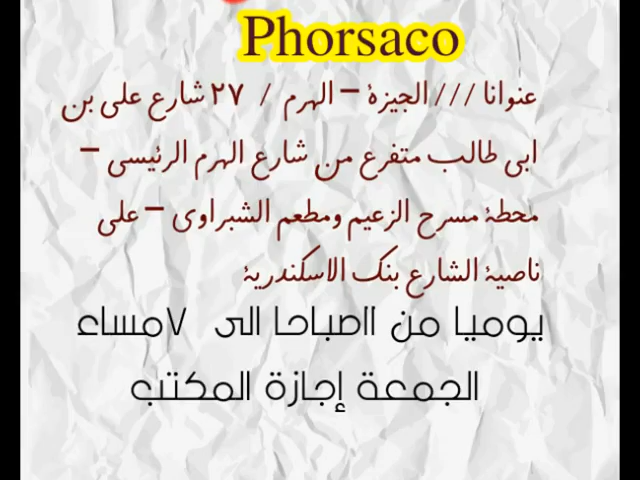 Phorsaco
عنوانا /// الجيزة – الهرم / ٢٧ شارع على بن
ابى طالب متفرع من شارع الهرم الرئيسى –
محطة مسرح الزعيم ومطعم الشبراوى – على
ناصية الشارع بنك الاسكندرية
يوميا من ١١صباحا الى ٧مساء
الجمعة إجازة المكتب